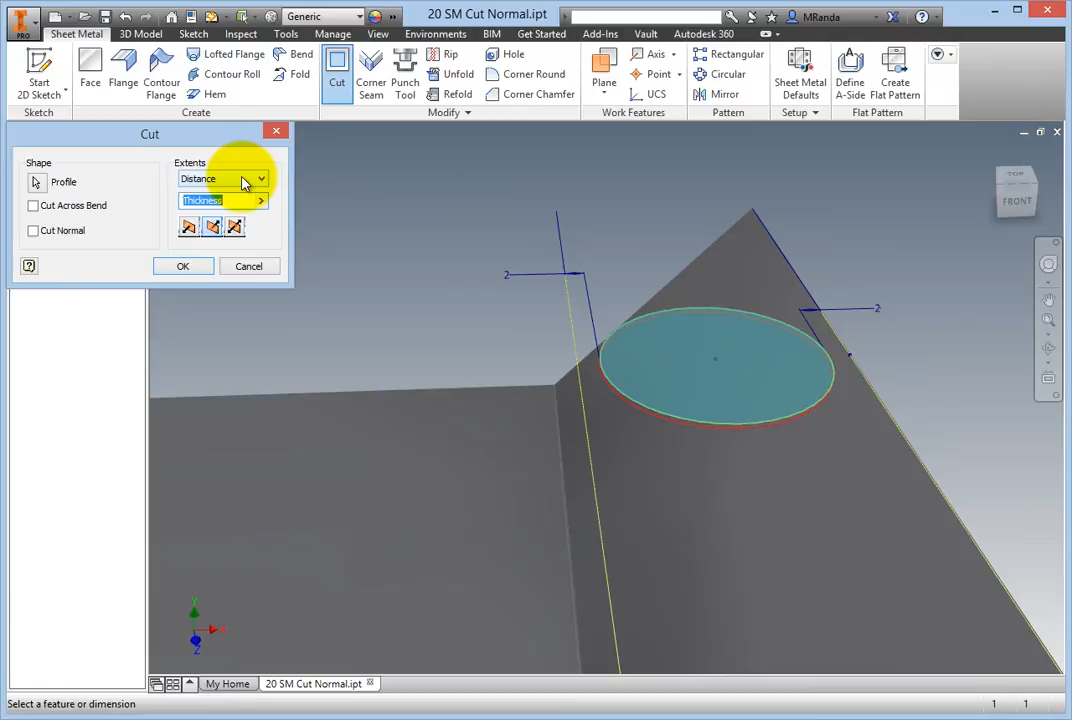 Generic
20 SM Cut Normal.ipt
MRanda
PRO
Sheet Metal 3D Model Sketch Inspect Tools Manage View Environments BIM Get Started Add-Ins Vault Autodesk 360
Start
2D Sketch
Face
Flange
Contour
Flange
Lofted Flange
Contour Roll
Hem
Bend
Fold
Cut
Corner
Seam
Punch
Tool
Rip
Unfold
Refold
Hole
Corner Round
Corner Chamfer
Plane
Axis
Point
UCS
Rectangular
Circular
Mirror
Sheet Metal
Defaults
Define
A-Side
Create
Flat Pattern
Sketch Create Modify Work Features Pattern Setup Flat Pattern
Cut
Shape
Profile
Cut Across Bend
Cut Normal
Extents
Distance
Thickness
OK Cancel
TOP
FRONT
2
2
Y
X
Z
My Home 20 SM Cut Normal.ipt
Select a feature or dimension 1 1